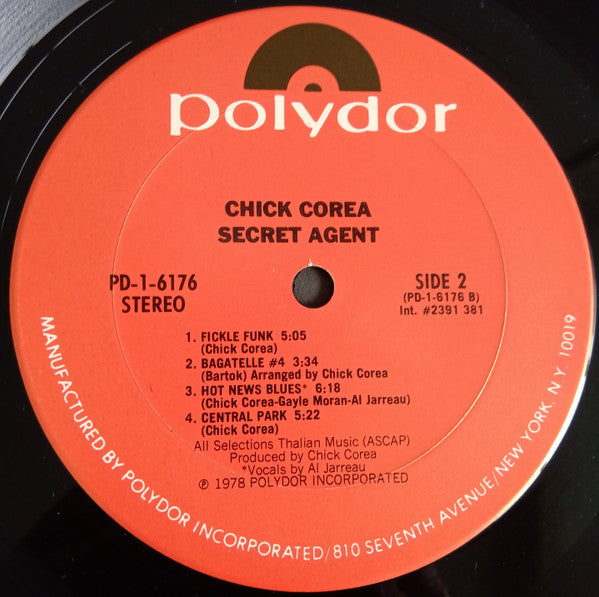 polydor
CHICK COREA
SECRET AGENT
PD-1-6176
STEREO
SIDE 2
(PD-1-6176 B)
Int. #2391 381
1. FICKLE FUNK 5:05
(Chick Corea)
2. BAGATELLE #4 3:34
(Bartok) Arranged by Chick Corea
3. HOT NEWS BLUES* 6:18
(Chick Corea-Gayle Moran-Al Jarreau)
4. CENTRAL PARK 5:22
(Chick Corea)
All Selections Thalian Music (ASCAP)
Produced by Chick Corea
*Vocals by Al Jarreau
℗ 1978 POLYDOR INCORPORATED
MANUFACTURED BY POLYDOR INCORPORATED/810 SEVENTH AVENUE/NEW YORK, N.Y. 10019